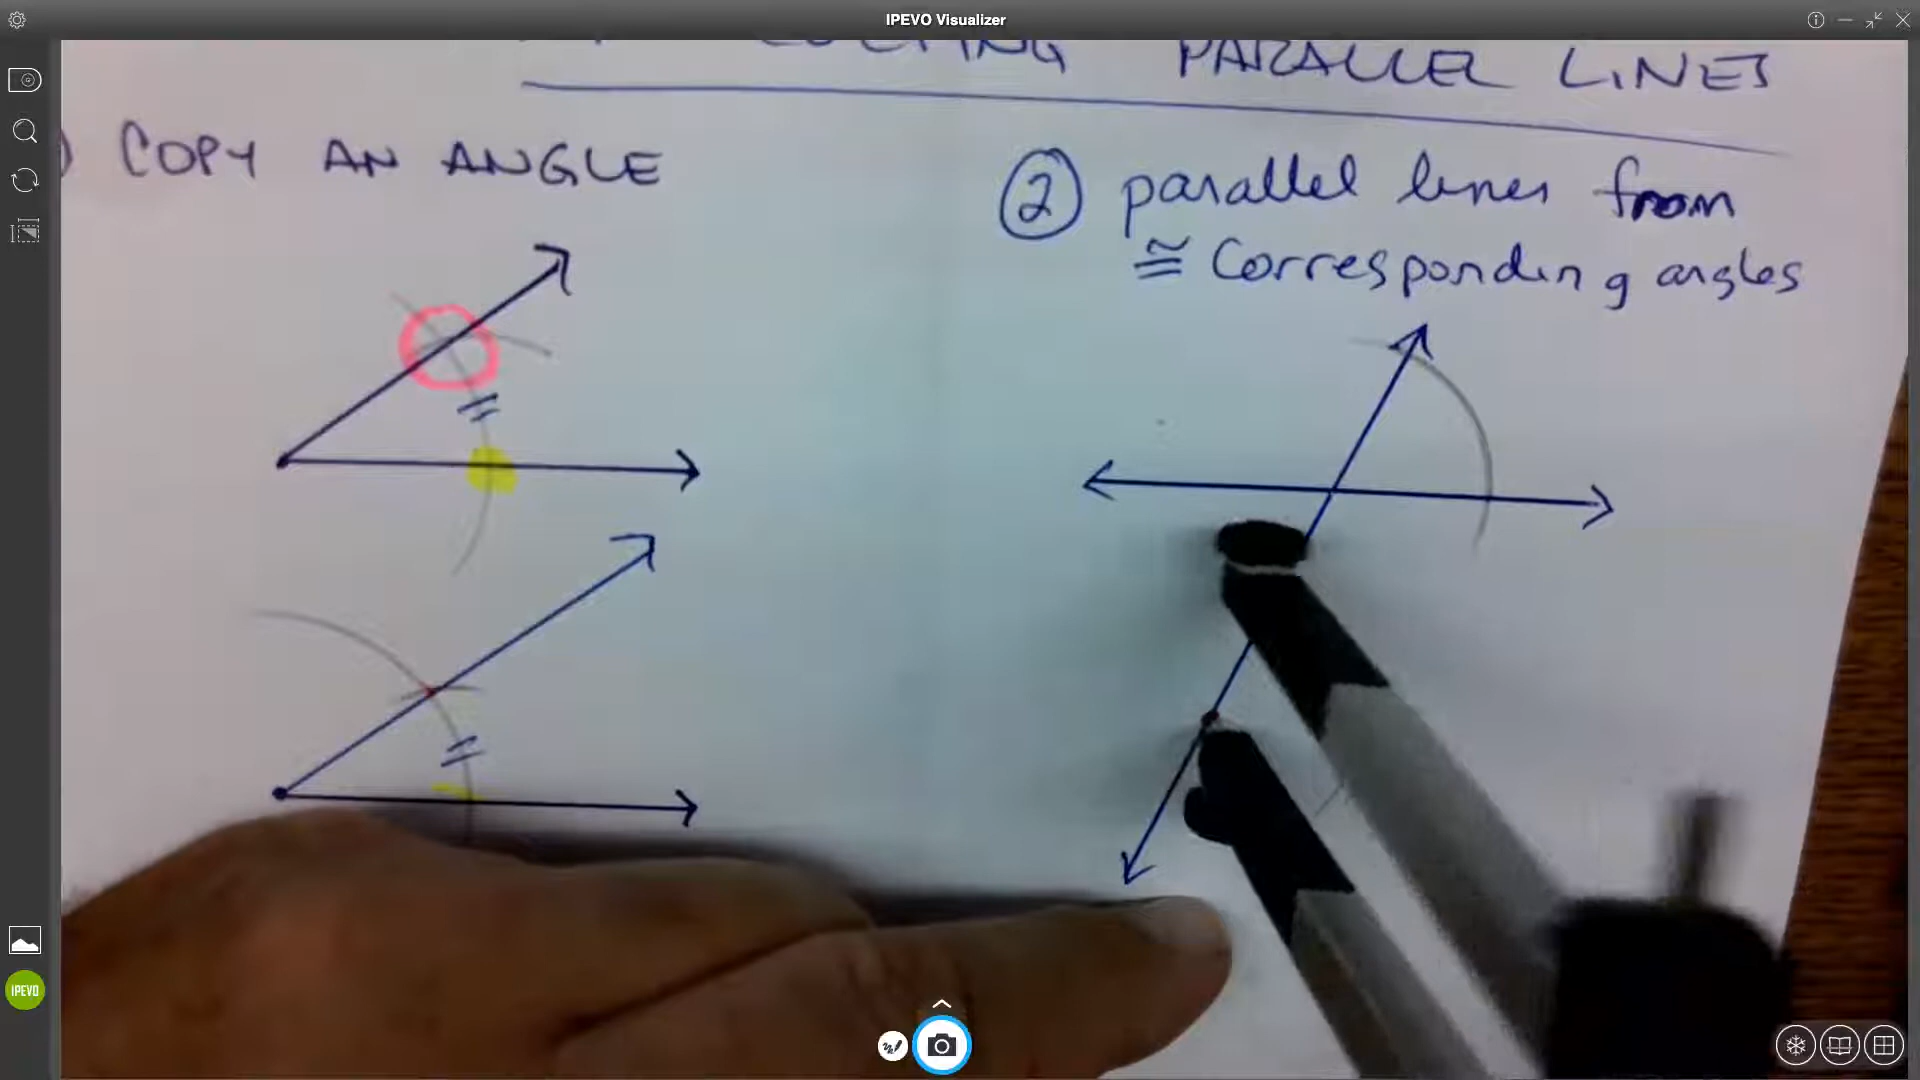 IPEVO Visualizer
PARALLEL LINES
COPY AN ANGLE
② parallel lines from
≅ Corresponding angles
IPEVO